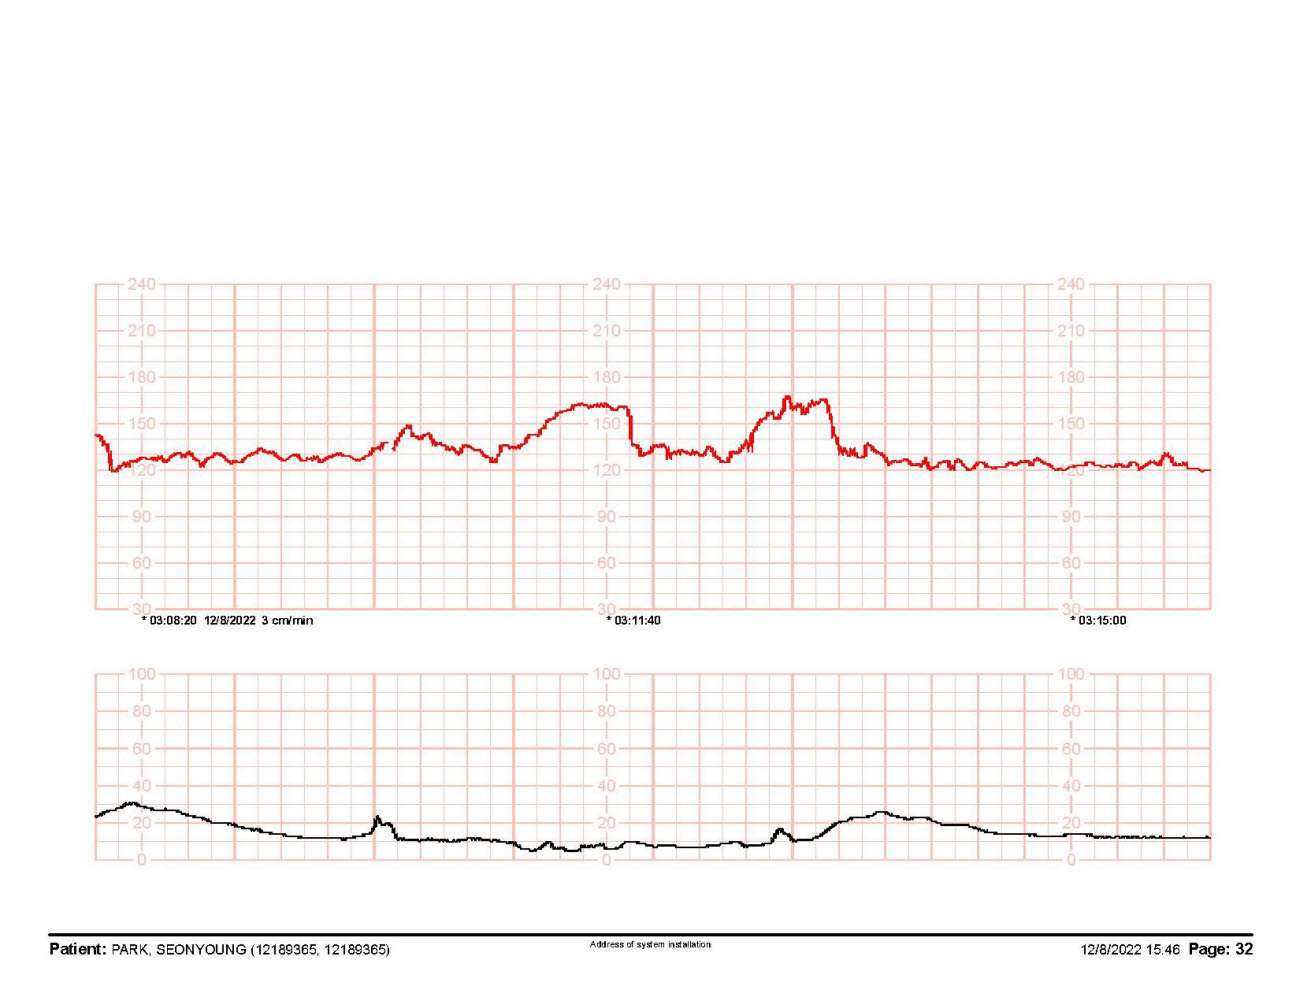 240 240 240
210 210 210
180 180 180
150 150 150
120 120 120
90 90 90
60 60 60
30 30 30
* 03:08:20 12/8/2022 3 cm/min * 03:11:40 * 03:15:00
100 100 100
80 80 80
60 60 60
40 40 40
20 20 20
0 0 0
Patient: PARK, SEONYOUNG (12189365, 12189365) Address of system installation 12/8/2022 15:46 Page: 32